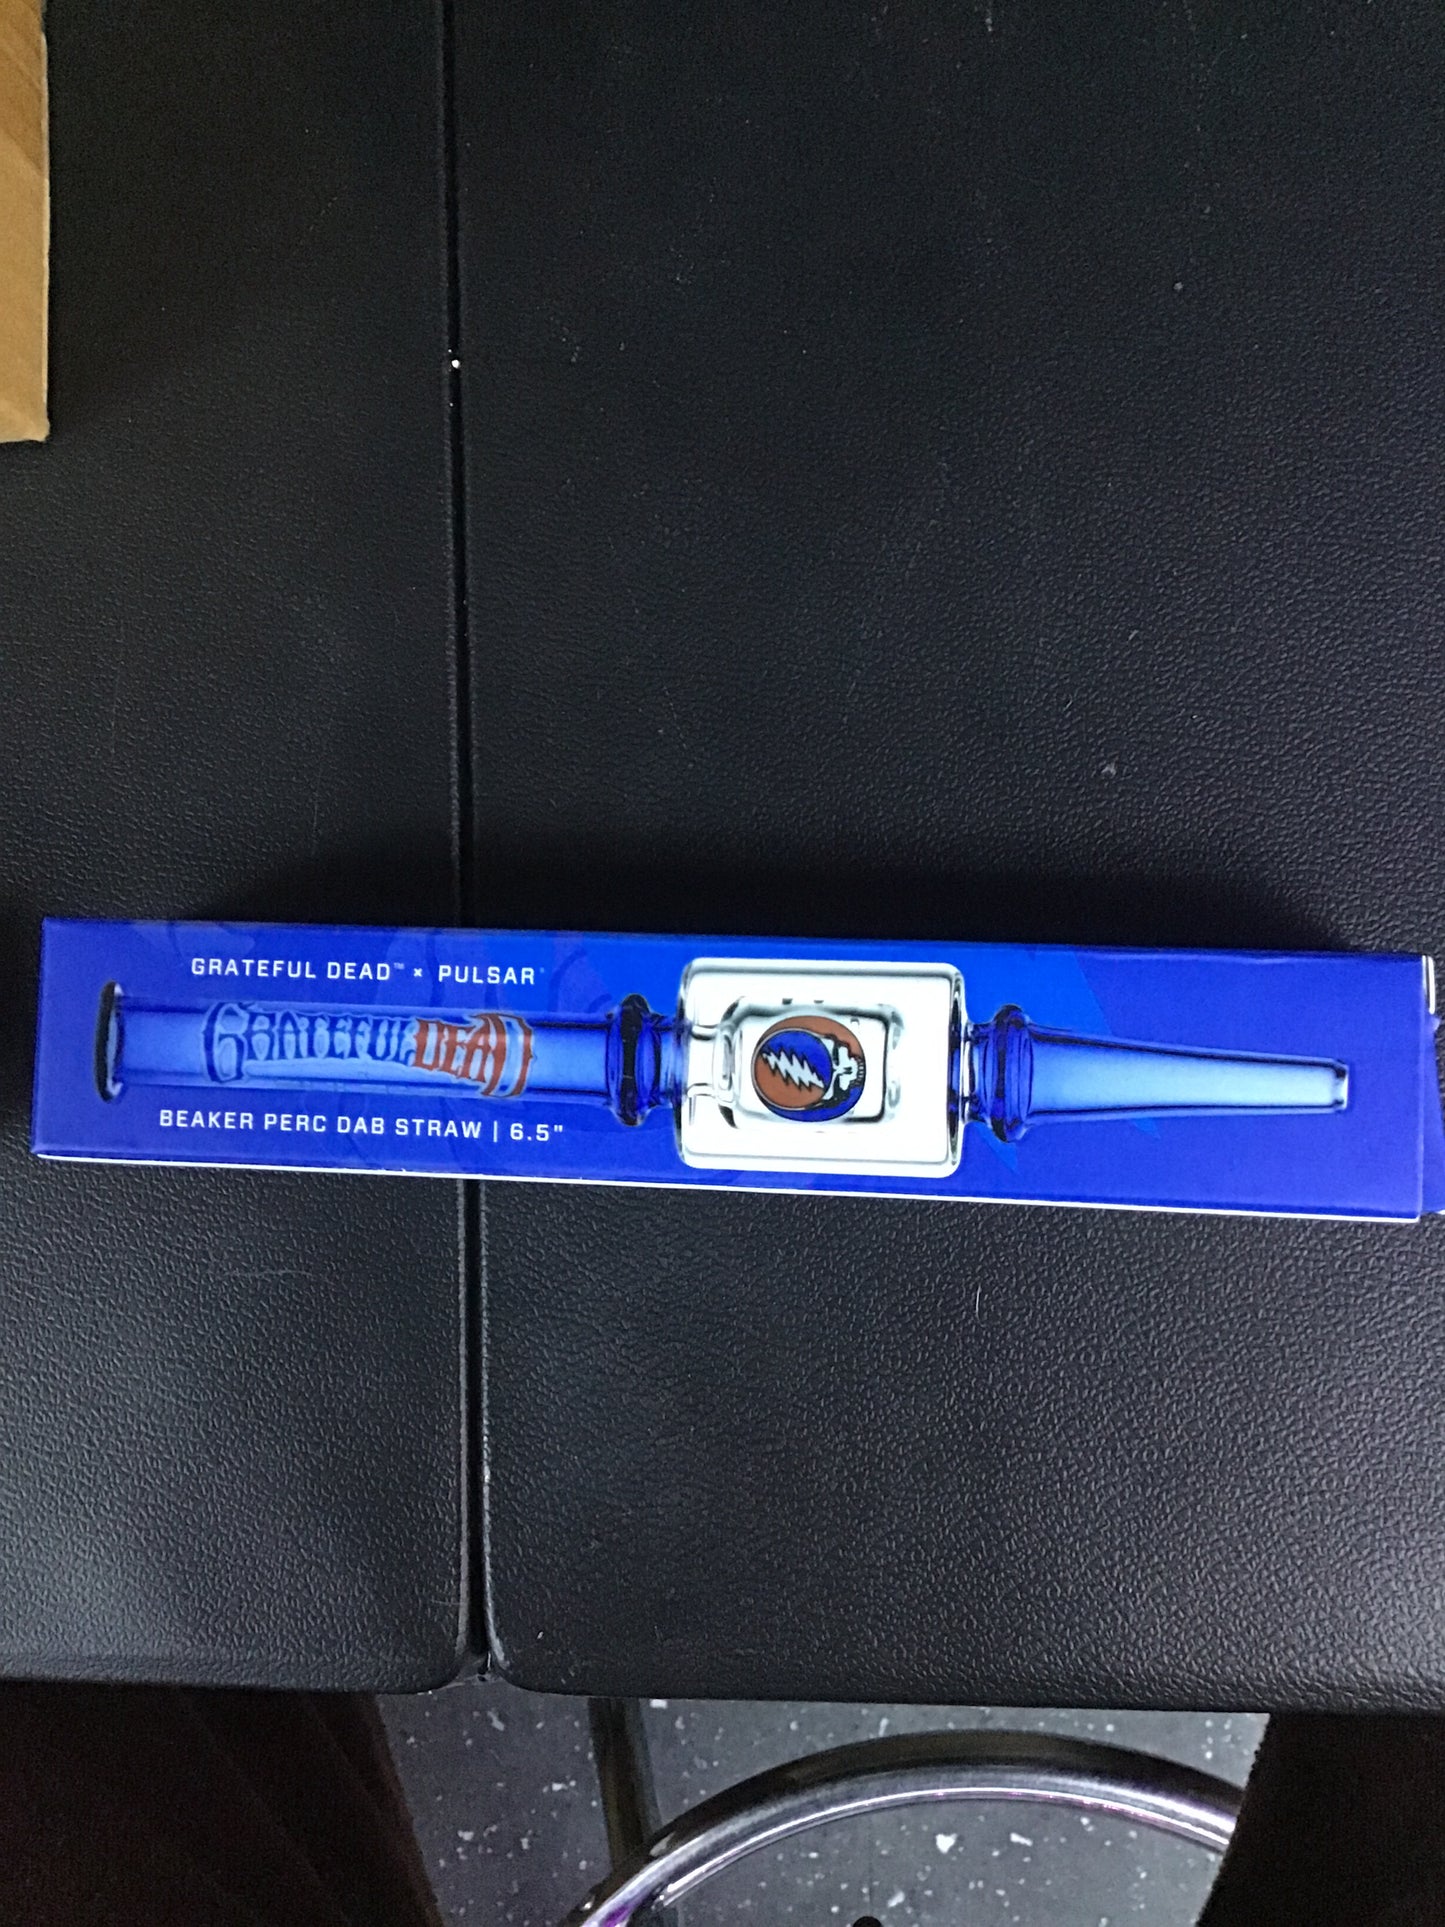 GRATEFUL DEAD™ × PULSAR
GRATEFUL DEAD
BEAKER PERC DAB STRAW | 6.5"